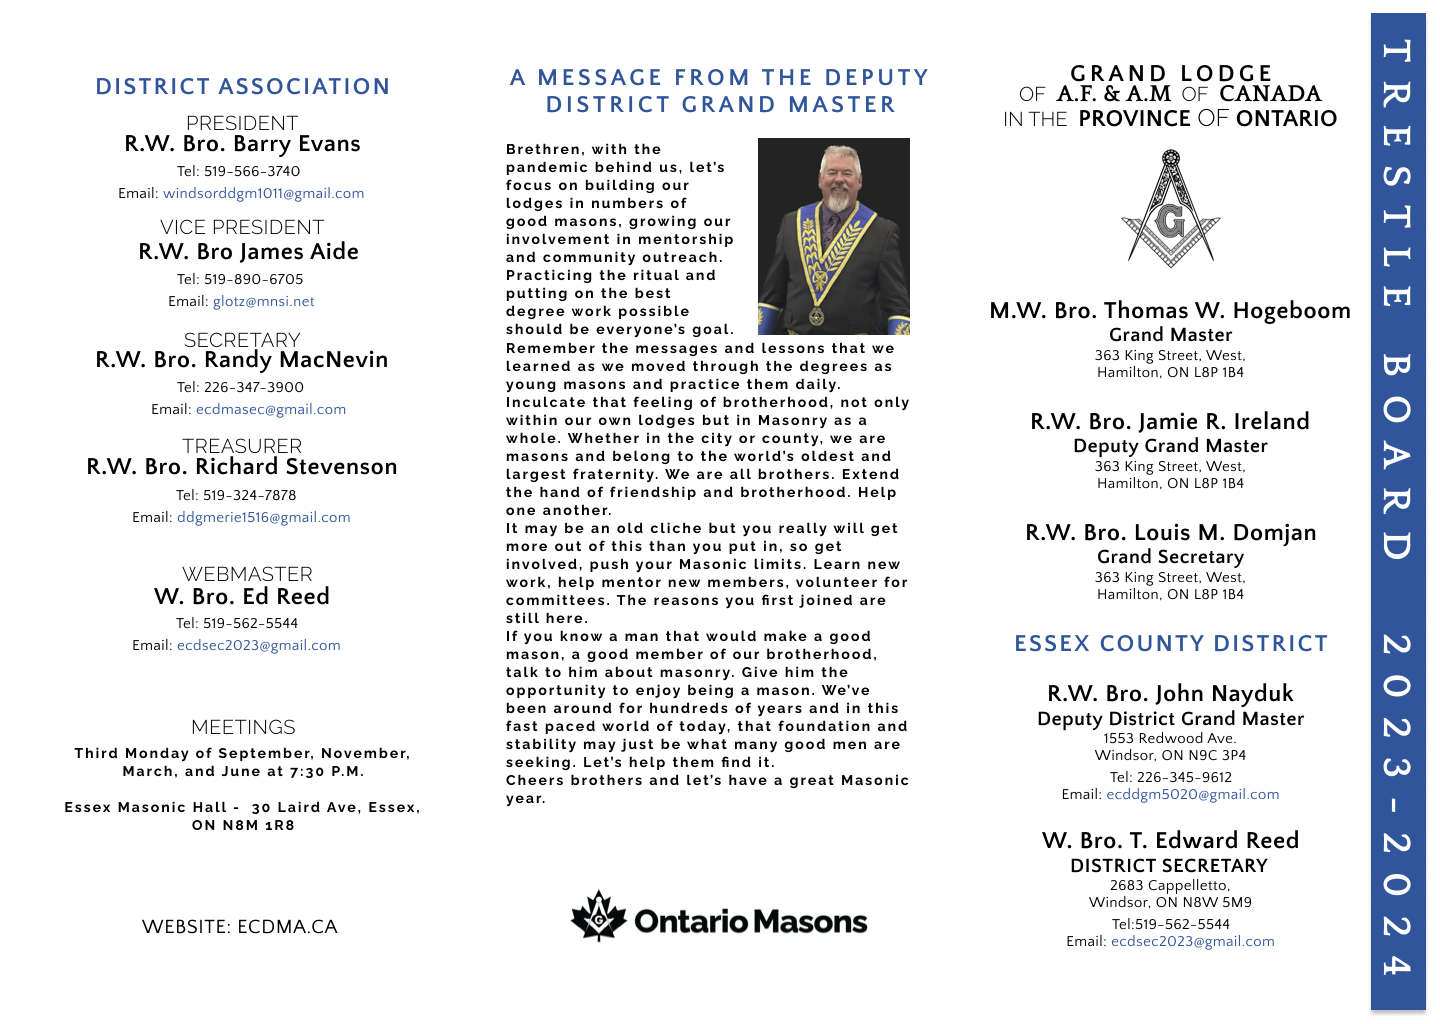 DISTRICT ASSOCIATION
PRESIDENT
R.W. Bro. Barry Evans
Tel: 519-566-3740
Email: windsorddgm1011@gmail.com
VICE PRESIDENT
R.W. Bro James Aide
Tel: 519-890-6705
Email: glotz@mnsi.net
SECRETARY
R.W. Bro. Randy MacNevin
Tel: 226-347-3900
Email: ecdmasec@gmail.com
TREASURER
R.W. Bro. Richard Stevenson
Tel: 519-324-7878
Email: ddgmerie1516@gmail.com
WEBMASTER
W. Bro. Ed Reed
Tel: 519-562-5544
Email: ecdsec2023@gmail.com
MEETINGS
Third Monday of September, November,
March, and June at 7:30 P.M.
Essex Masonic Hall - 30 Laird Ave, Essex,
ON N8M 1R8
WEBSITE: ECDMA.CA
A MESSAGE FROM THE DEPUTY
DISTRICT GRAND MASTER
Brethren, with the
pandemic behind us, let's
focus on building our
lodges in numbers of
good masons, growing our
involvement in mentorship
and community outreach.
Practicing the ritual and
putting on the best
degree work possible
should be everyone's goal.
Remember the messages and lessons that we
learned as we moved through the degrees as
young masons and practice them daily.
Inculcate that feeling of brotherhood, not only
within our own lodges but in Masonry as a
whole. Whether in the city or county, we are
masons and belong to the world's oldest and
largest fraternity. We are all brothers. Extend
the hand of friendship and brotherhood. Help
one another.
It may be an old cliche but you really will get
more out of this than you put in, so get
involved, push your Masonic limits. Learn new
work, help mentor new members, volunteer for
committees. The reasons you first joined are
still here.
If you know a man that would make a good
mason, a good member of our brotherhood,
talk to him about masonry. Give him the
opportunity to enjoy being a mason. We've
been around for hundreds of years and in this
fast paced world of today, that foundation and
stability may just be what many good men are
seeking. Let's help them find it.
Cheers brothers and let's have a great Masonic
year.
G
Ontario Masons
GRAND LODGE
OF A.F. & A.M OF CANADA
IN THE PROVINCE OF ONTARIO
G
M.W. Bro. Thomas W. Hogeboom
Grand Master
363 King Street, West,
Hamilton, ON L8P 1B4
R.W. Bro. Jamie R. Ireland
Deputy Grand Master
363 King Street, West,
Hamilton, ON L8P 1B4
R.W. Bro. Louis M. Domjan
Grand Secretary
363 King Street, West,
Hamilton, ON L8P 1B4
ESSEX COUNTY DISTRICT
R.W. Bro. John Nayduk
Deputy District Grand Master
1553 Redwood Ave.
Windsor, ON N9C 3P4
Tel: 226-345-9612
Email: ecddgm5020@gmail.com
W. Bro. T. Edward Reed
DISTRICT SECRETARY
2683 Cappelletto,
Windsor, ON N8W 5M9
Tel:519-562-5544
Email: ecdsec2023@gmail.com
TRESTLE BOARD 2023-2024